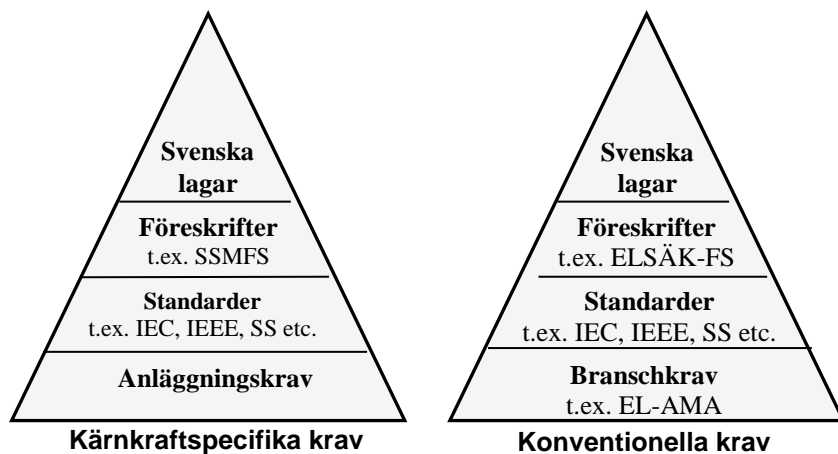 Svenska
lagar
Föreskrifter
t.ex. SSMFS
Standarder
t.ex. IEC, IEEE, SS etc.
Anläggningskrav
Kärnkraftspecifika krav
Svenska
lagar
Föreskrifter
t.ex. ELSÄK-FS
Standarder
t.ex. IEC, IEEE, SS etc.
Branschkrav
t.ex. EL-AMA
Konventionella krav